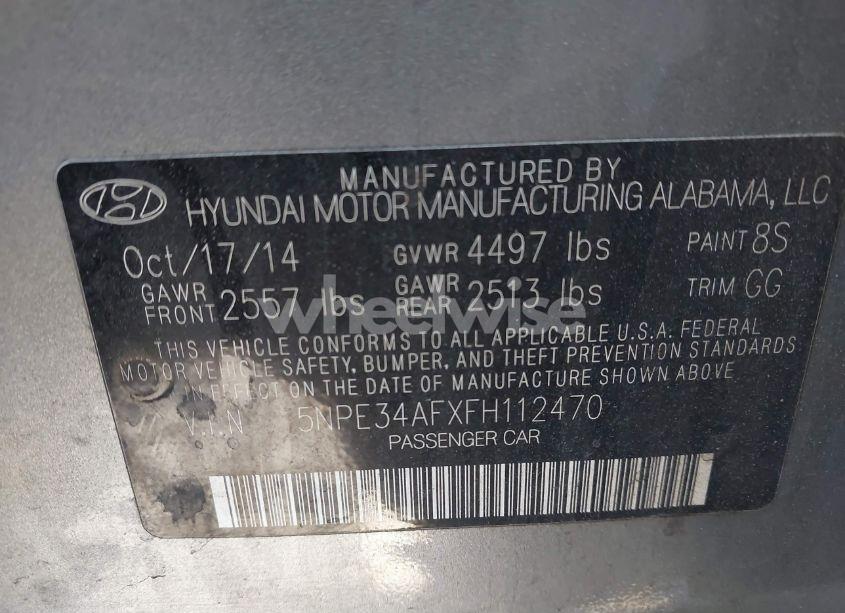 MANUFACTURED BY
HYUNDAI MOTOR MANUFACTURING ALABAMA, LLC
Oct/17/14 GVWR 4497 lbs PAINT 8S
GAWR FRONT 2557 lbs GAWR REAR 2513 lbs TRIM GG
wheelwise
THIS VEHICLE CONFORMS TO ALL APPLICABLE U.S.A. FEDERAL
MOTOR VEHICLE SAFETY, BUMPER, AND THEFT PREVENTION STANDARDS
IN EFFECT ON THE DATE OF MANUFACTURE SHOWN ABOVE
V.I.N 5NPE34AFXFH112470
PASSENGER CAR